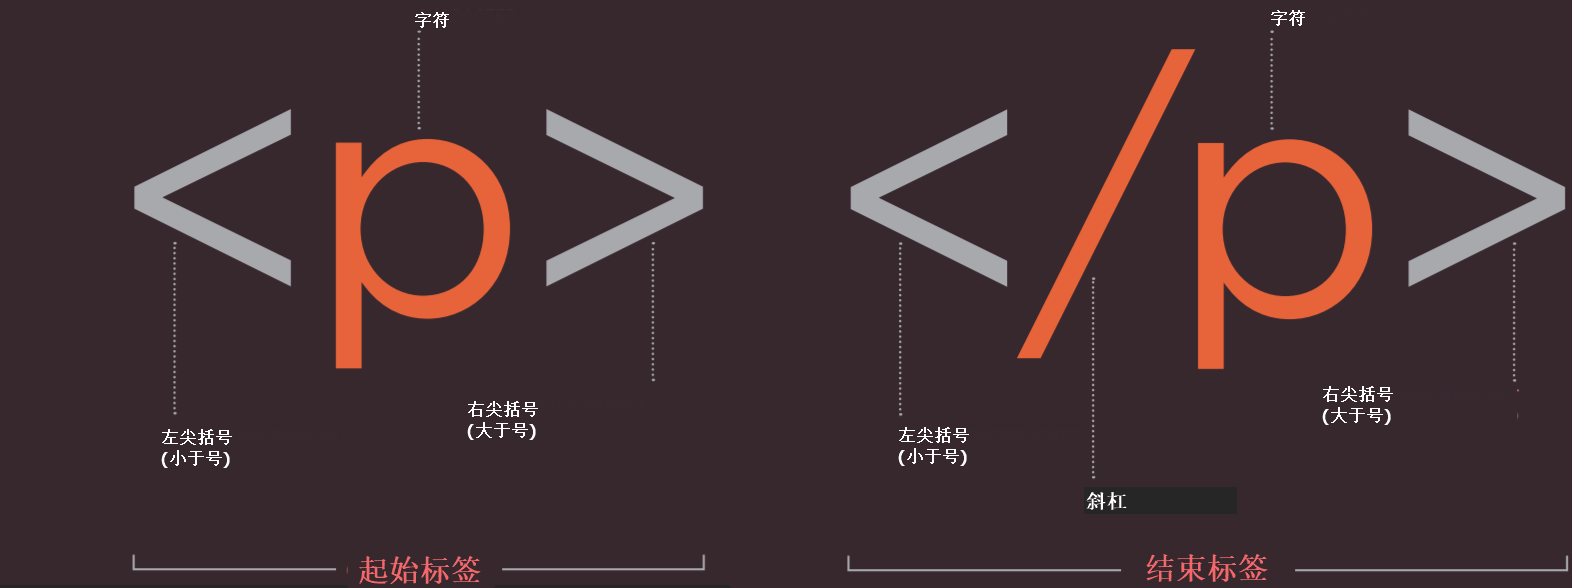 字符
<p>
左尖括号
(小于号)
右尖括号
(大于号)
起始标签
字符
</p>
左尖括号
(小于号)
斜杠
右尖括号
(大于号)
结束标签